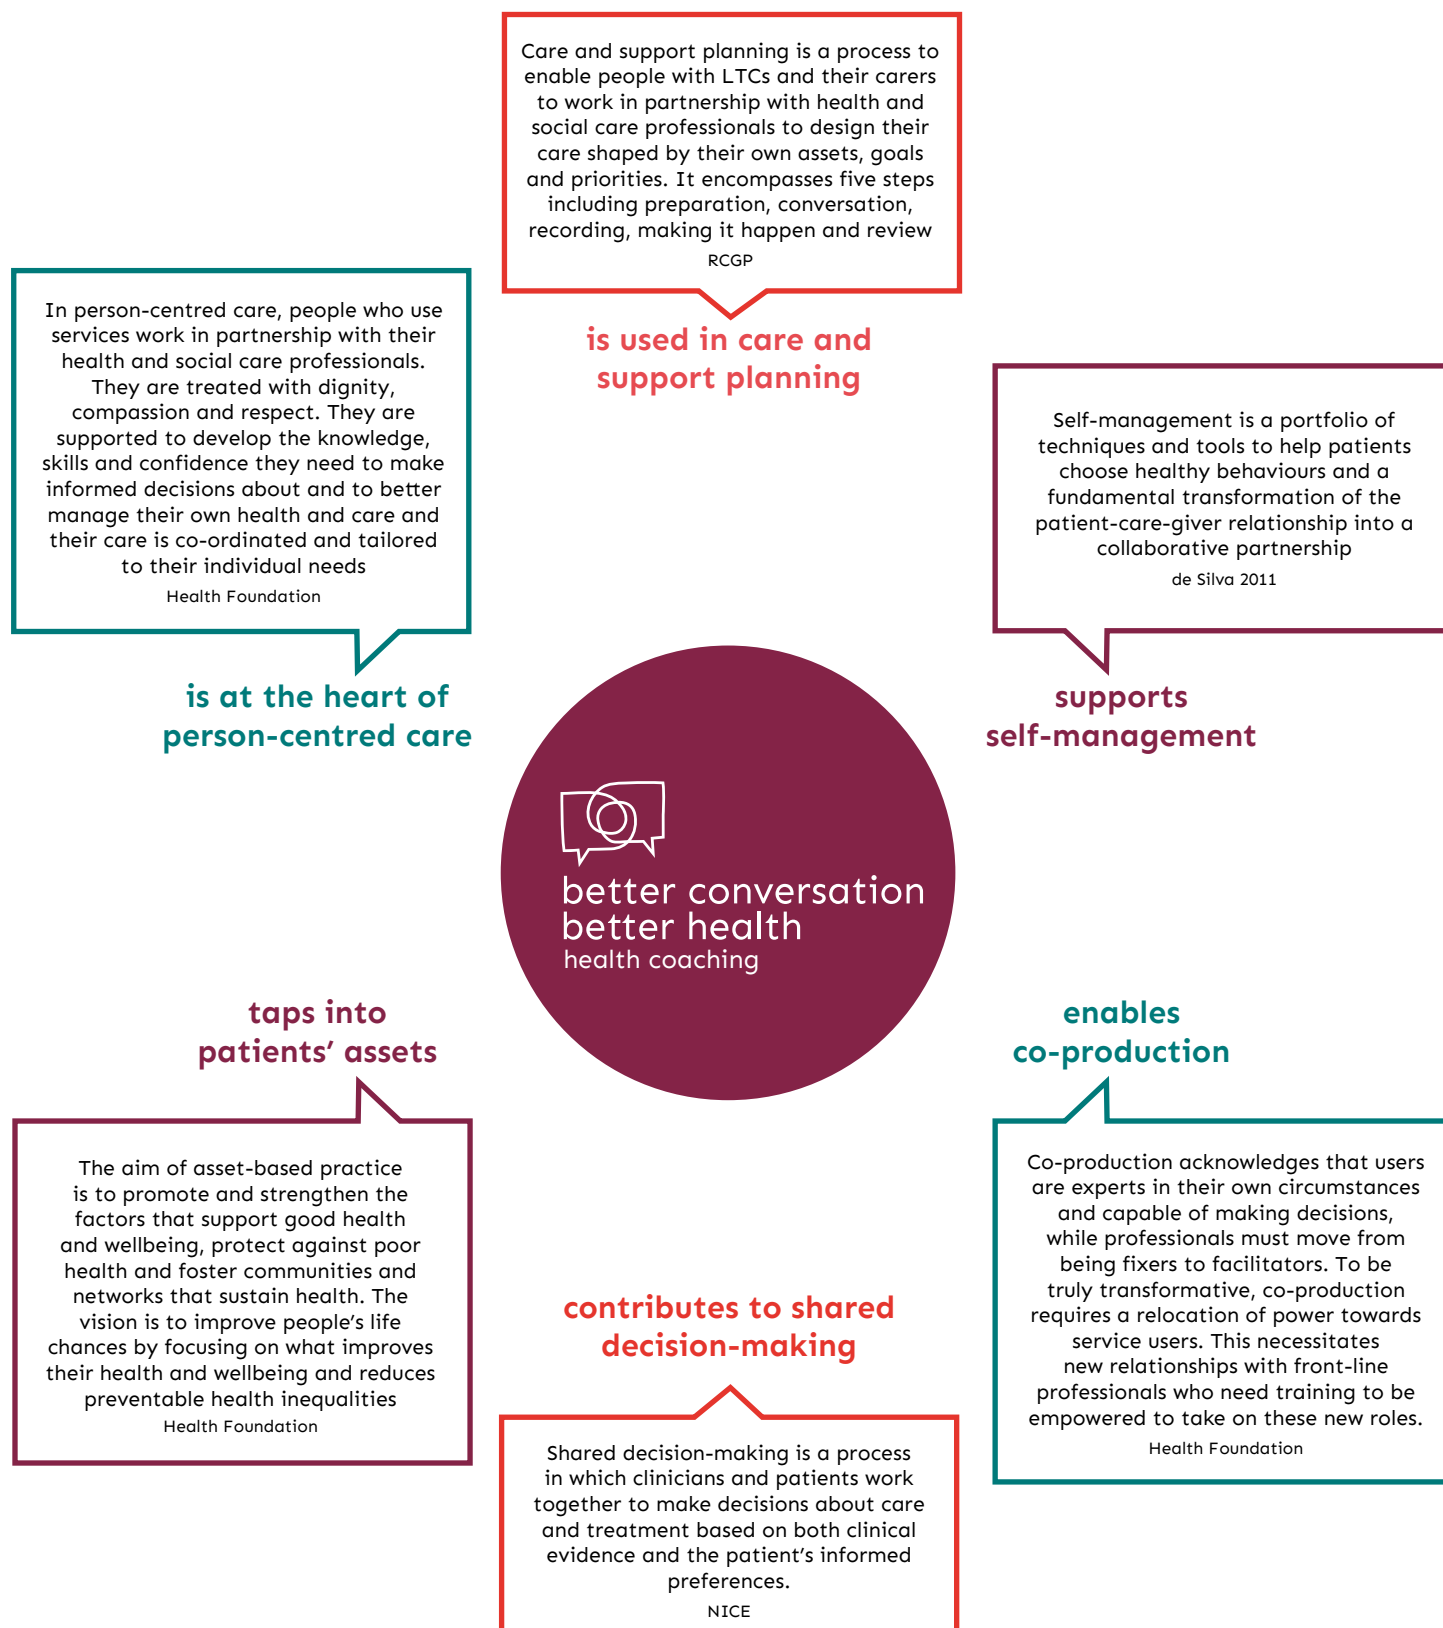 Care and support planning is a process to
enable people with LTCs and their carers
to work in partnership with health and
social care professionals to design their
care shaped by their own assets, goals
and priorities. It encompasses five steps
including preparation, conversation,
recording, making it happen and review
RCGP
is used in care and
support planning
In person-centred care, people who use
services work in partnership with their
health and social care professionals.
They are treated with dignity,
compassion and respect. They are
supported to develop the knowledge,
skills and confidence they need to make
informed decisions about and to better
manage their own health and care and
their care is co-ordinated and tailored
to their individual needs
Health Foundation
is at the heart of
person-centred care
Self-management is a portfolio of
techniques and tools to help patients
choose healthy behaviours and a
fundamental transformation of the
patient-care-giver relationship into a
collaborative partnership
de Silva 2011
supports
self-management
better conversation
better health
health coaching
taps into
patients’ assets
The aim of asset-based practice
is to promote and strengthen the
factors that support good health
and wellbeing, protect against poor
health and foster communities and
networks that sustain health. The
vision is to improve people’s life
chances by focusing on what improves
their health and wellbeing and reduces
preventable health inequalities
Health Foundation
enables
co-production
Co-production acknowledges that users
are experts in their own circumstances
and capable of making decisions,
while professionals must move from
being fixers to facilitators. To be
truly transformative, co-production
requires a relocation of power towards
service users. This necessitates
new relationships with front-line
professionals who need training to be
empowered to take on these new roles.
Health Foundation
contributes to shared
decision-making
Shared decision-making is a process
in which clinicians and patients work
together to make decisions about care
and treatment based on both clinical
evidence and the patient’s informed
preferences.
NICE